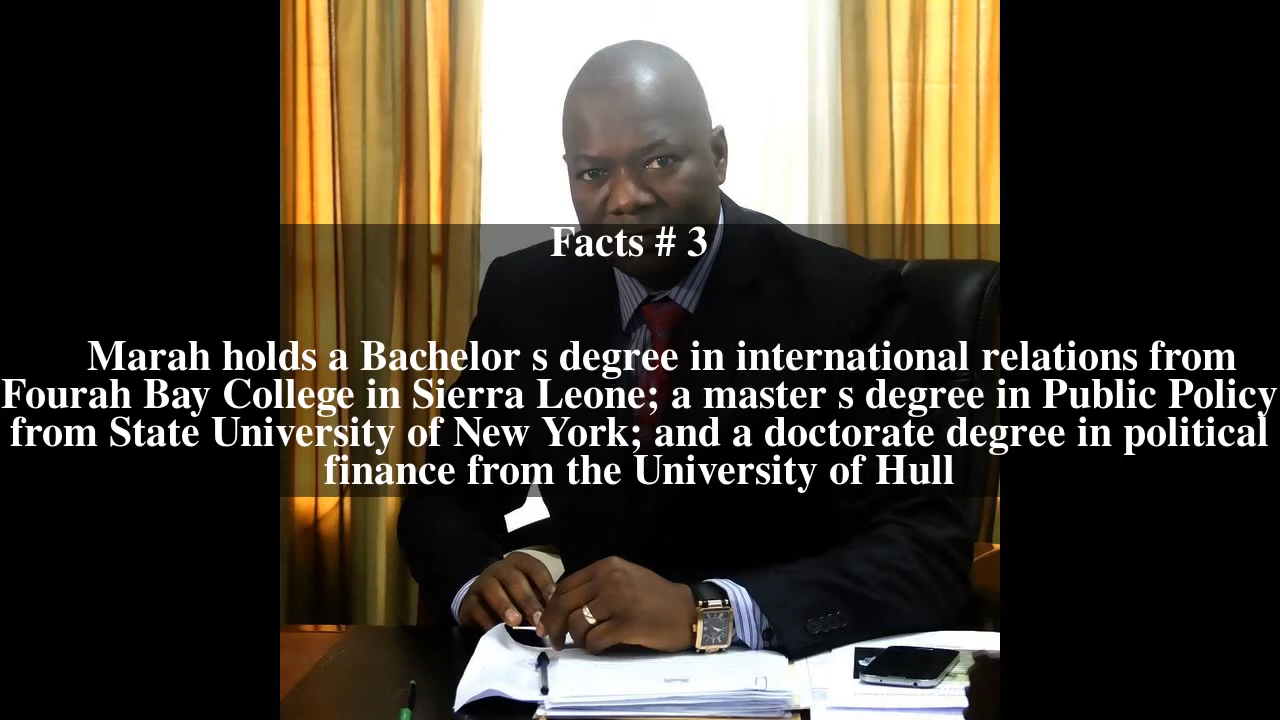 Facts # 3
Marah holds a Bachelor s degree in international relations from
Fourah Bay College in Sierra Leone; a master s degree in Public Policy
from State University of New York; and a doctorate degree in political
finance from the University of Hull